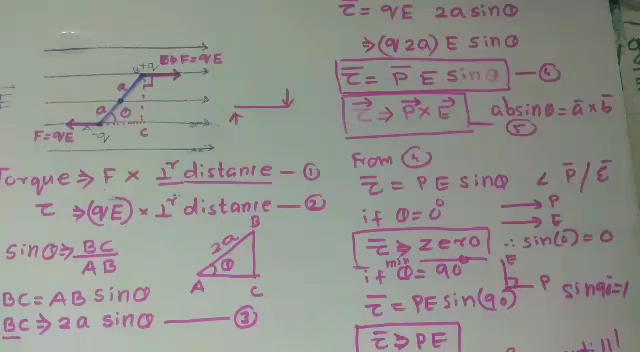 +q
B→F=qE
a
a
θ
F=qE
A
-q
C
Torque ⇒ F × ⊥r distance — ①
τ ⇒ (qE) × ⊥r distance — ②
sinθ ⇒ BC/AB
B
2a
θ
A
C
BC = AB sinθ
BC ⇒ 2a sinθ — ③
τ̄ = qE 2a sinθ
⇒ (q2a) E sinθ
τ̄ = P̄ E sinθ — ④
τ⃗ ⇒ P⃗ × E⃗ — ⑤
ab sinθ = ā × b̄
From ④
τ̄ = PE sinθ < P̄/Ē
if θ = 0° → P
→ E
τ̄min ⇒ zero ∵ sin(0) = 0
if θ = 90°
E
P
τ̄ = PE sin(90) sin90=1
τ̄ ⇒ PE